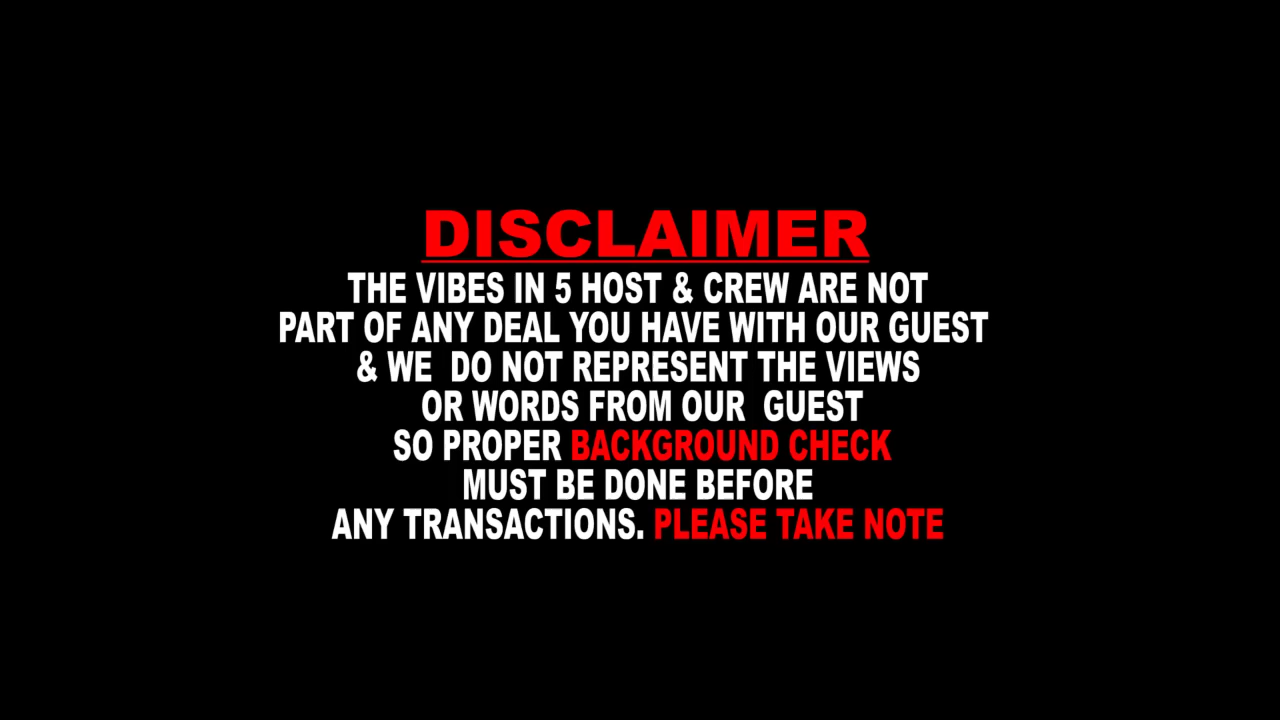 DISCLAIMER
THE VIBES IN 5 HOST & CREW ARE NOT
PART OF ANY DEAL YOU HAVE WITH OUR GUEST
& WE  DO NOT REPRESENT THE VIEWS
OR WORDS FROM OUR  GUEST
SO PROPER BACKGROUND CHECK
MUST BE DONE BEFORE
ANY TRANSACTIONS. PLEASE TAKE NOTE